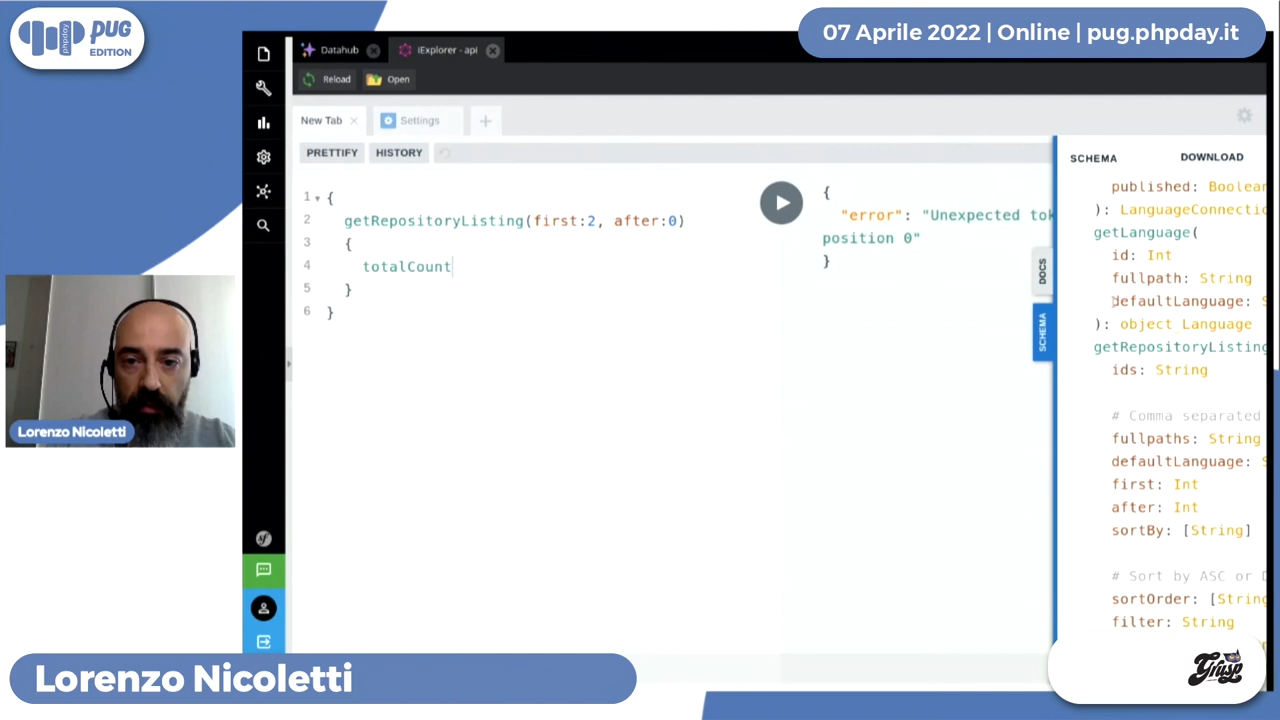 phpday
PUG
EDITION
07 Aprile 2022 | Online | pug.phpday.it
Datahub
iExplorer - api
Reload
Open
New Tab
Settings
PRETTIFY
HISTORY
1 {
2 getRepositoryListing(first:2, after:0)
3 {
4 totalCount
5 }
6 }
{
"error": "Unexpected tok
position 0"
}
DOCS
SCHEMA
SCHEMA
DOWNLOAD
published: Boolean
): LanguageConnectio
getLanguage(
id: Int
fullpath: String
defaultLanguage: S
): object_Language
getRepositoryListing
ids: String
# Comma separated
fullpaths: String
defaultLanguage: S
first: Int
after: Int
sortBy: [String]
# Sort by ASC or D
sortOrder: [String
filter: String
Lorenzo Nicoletti
Lorenzo Nicoletti
Grusp